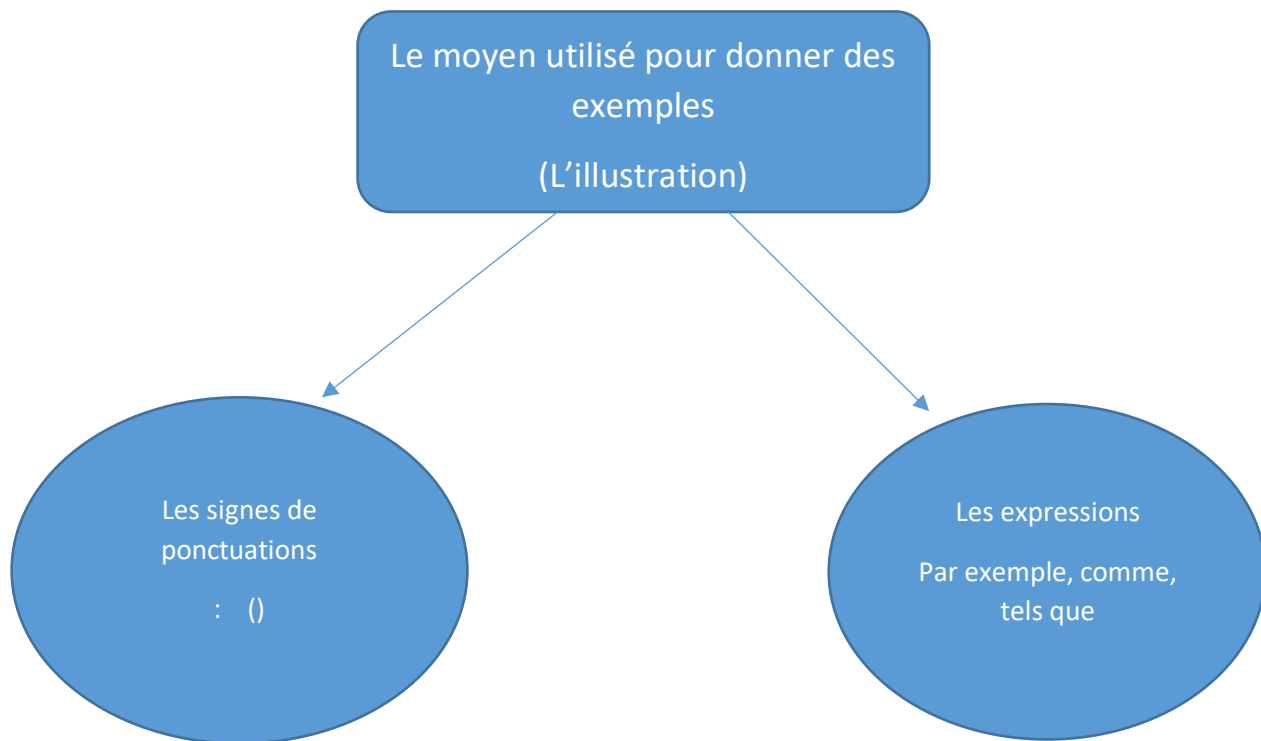 Le moyen utilisé pour donner des
exemples
(L’illustration)
Les signes de
ponctuations
: ()
Les expressions
Par exemple, comme,
tels que